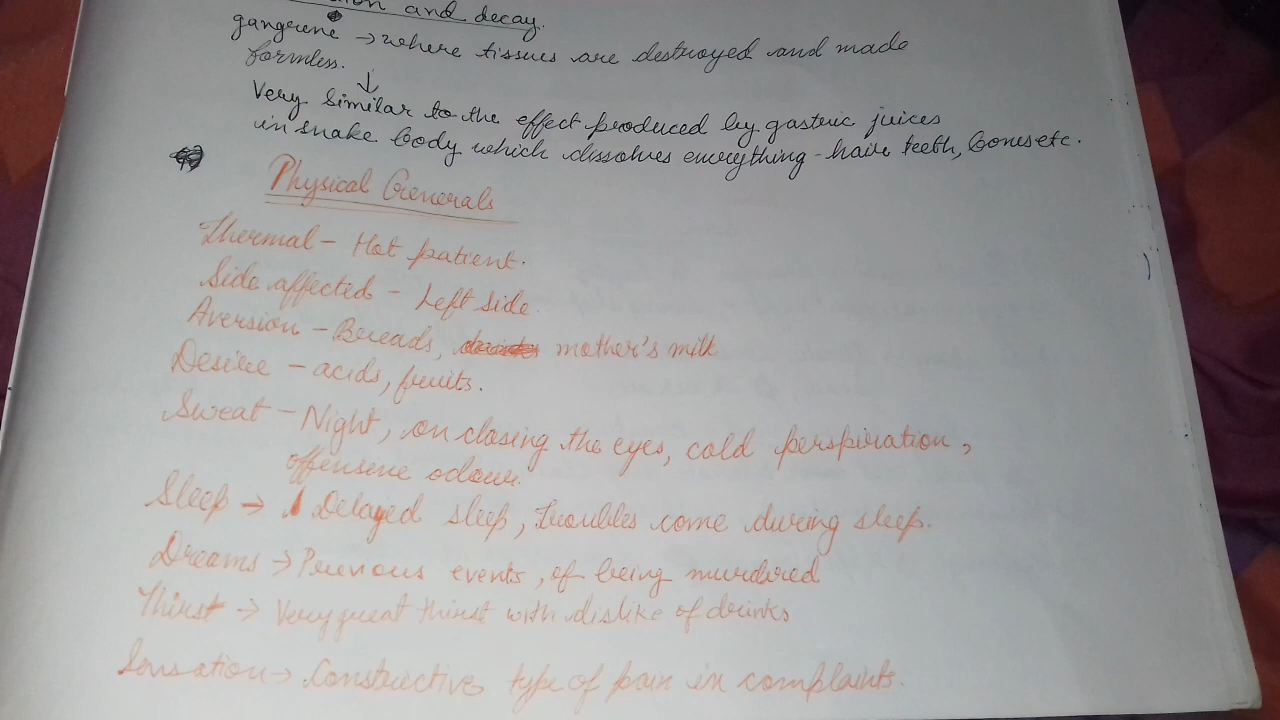 and decay.
gangrene → where tissues are destroyed and made
formless.
↓
Very similar to the effect produced by gastric juices
in snake body which dissolves everything - hair teeth, bones etc.
Physical Generals
Thermal - Hot patient.
Side affected - Left side.
Aversion - Breads, mother's milk
Desire - acids, fruits.
Sweat - Night, on closing the eyes, cold perspiration,
offensive odour.
Sleep → Delayed sleep, troubles come during sleep.
Dreams → Previous events, of being murdered
Thirst → Very great thirst with dislike of drinks
Sensation → Constructive type of pain in complaints.